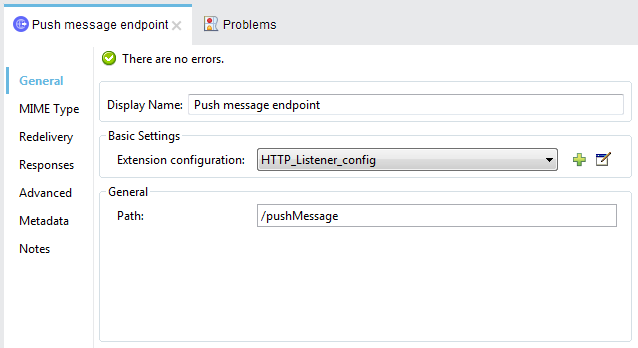 Push message endpoint
Problems
There are no errors.
General
MIME Type
Redelivery
Responses
Advanced
Metadata
Notes
Display Name: Push message endpoint
Basic Settings
Extension configuration: HTTP_Listener_config
General
Path: /pushMessage